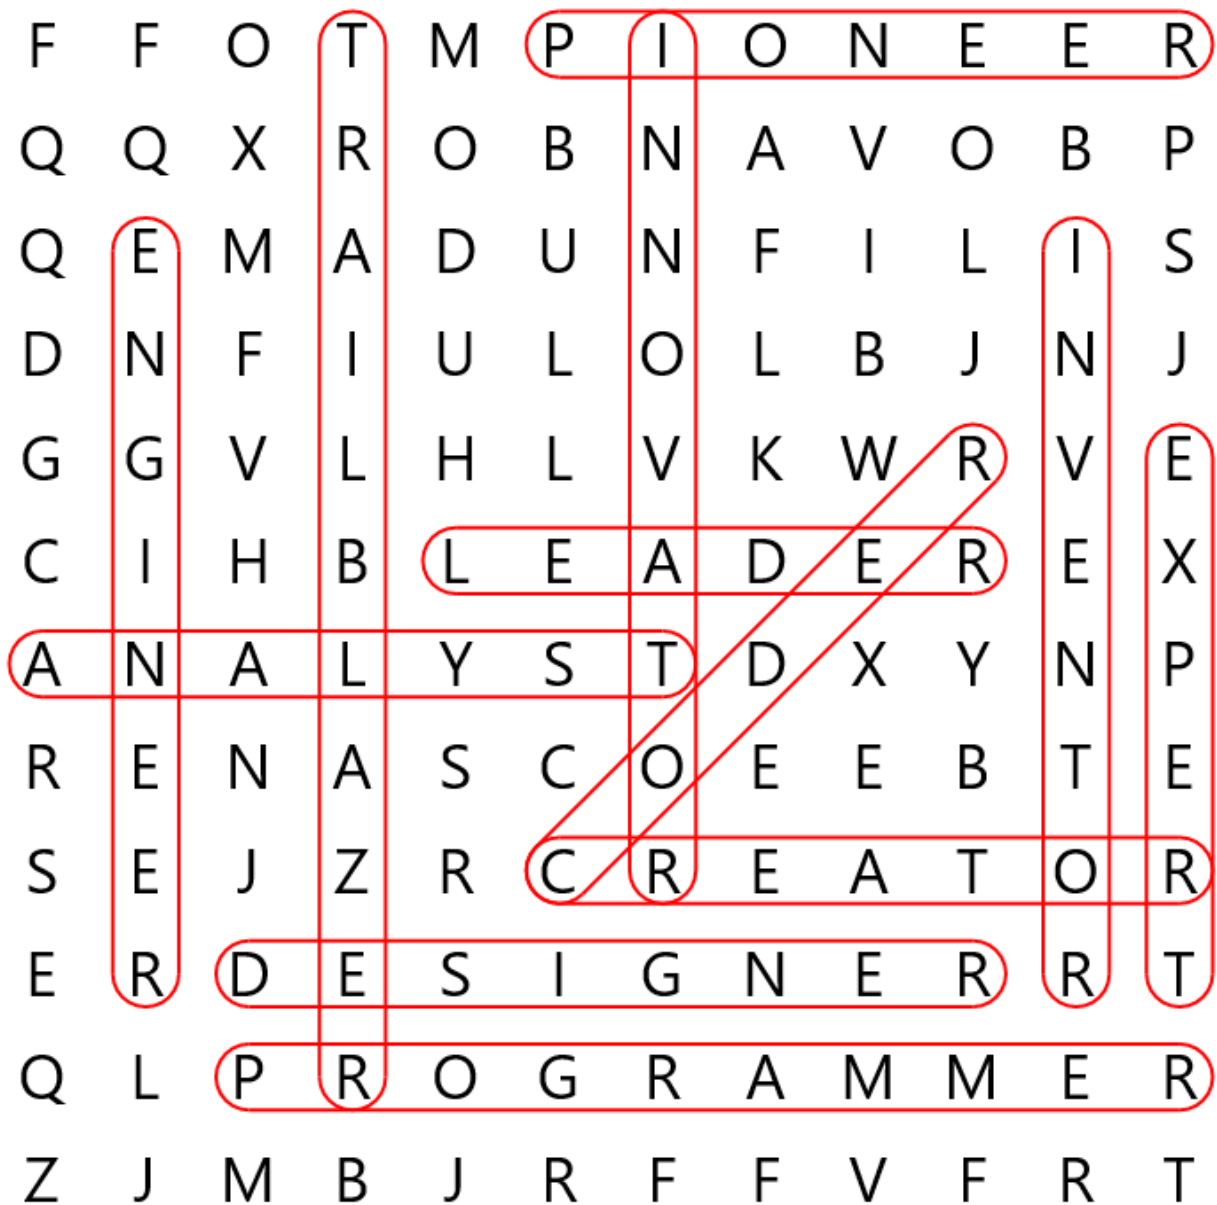 F F O T M P I O N E E R
Q Q X R O B N A V O B P
Q E M A D U N F I L I S
D N F I U L O L B J N J
G G V L H L V K W R V E
C I H B L E A D E R E X
A N A L Y S T D X Y N P
R E N A S C O E E B T E
S E J Z R C R E A T O R
E R D E S I G N E R R T
Q L P R O G R A M M E R
Z J M B J R F F V F R T